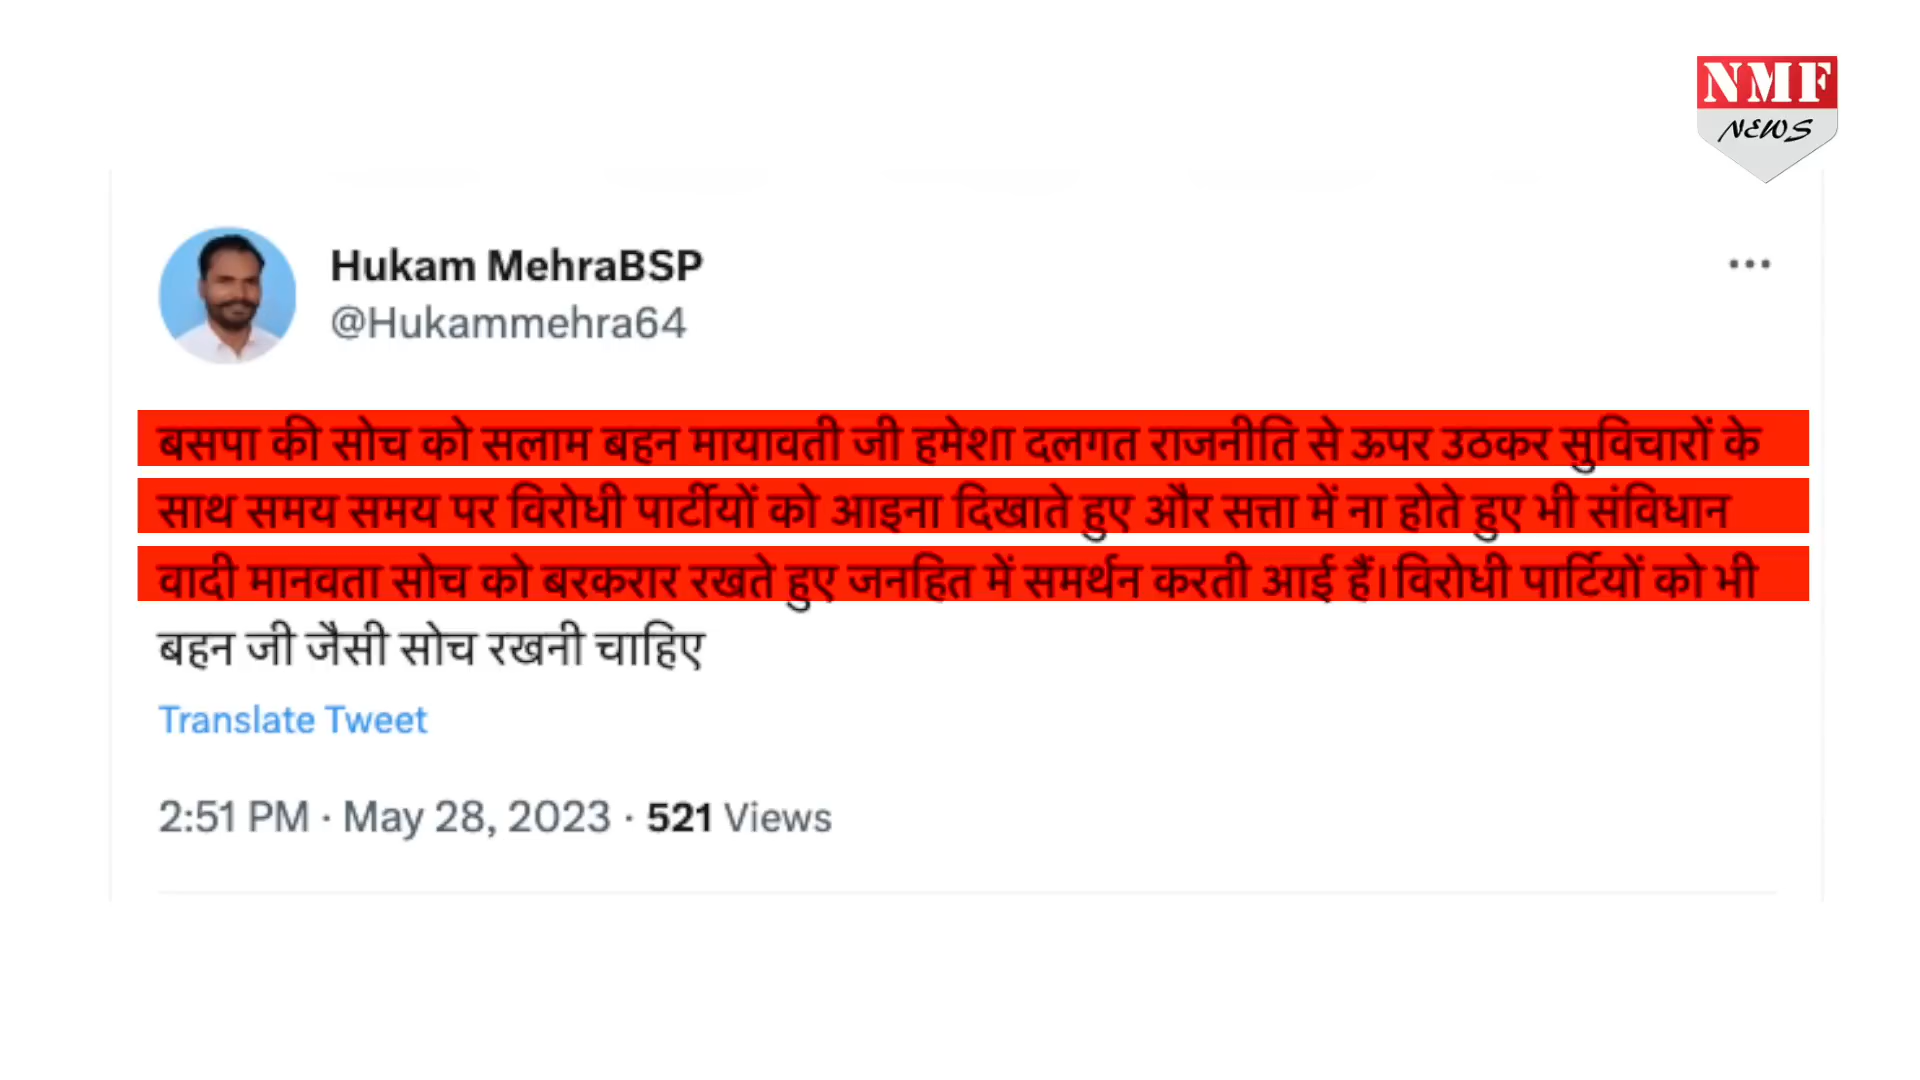 NMF
NEWS
Hukam MehraBSP
@Hukammehra64
बसपा की सोच को सलाम बहन मायावती जी हमेशा दलगत राजनीति से ऊपर उठकर सुविचारों के
साथ समय समय पर विरोधी पार्टीयों को आइना दिखाते हुए और सत्ता में ना होते हुए भी संविधान
वादी मानवता सोच को बरकरार रखते हुए जनहित में समर्थन करती आई हैं।विरोधी पार्टियों को भी
बहन जी जैसी सोच रखनी चाहिए
Translate Tweet
2:51 PM · May 28, 2023 · 521 Views